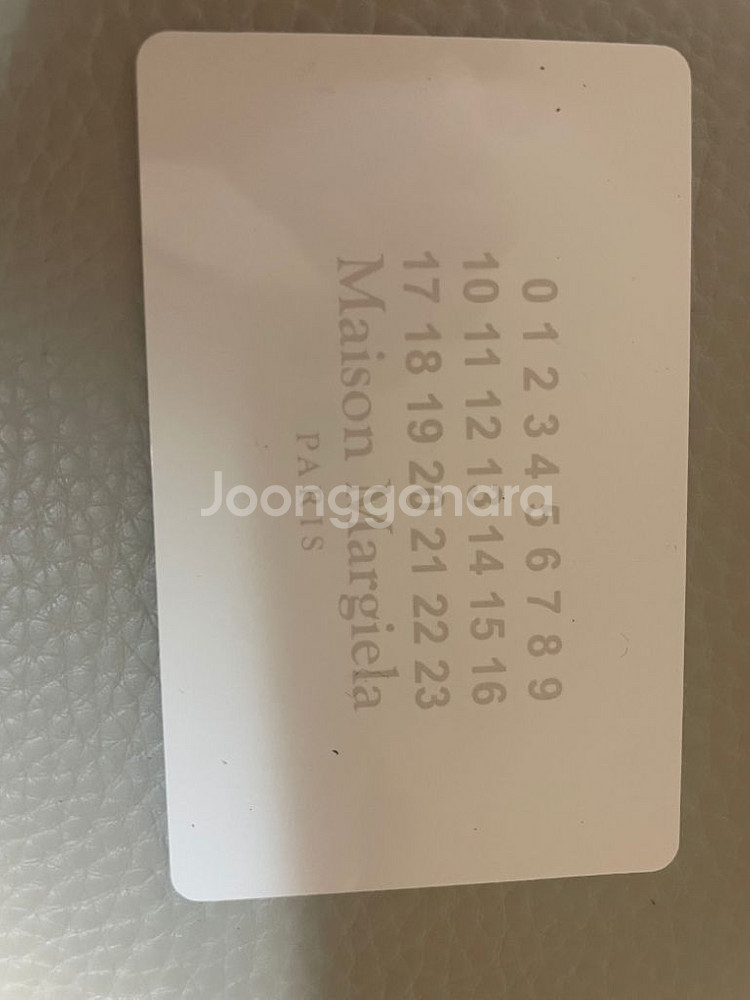 0 1 2 3 4 5 6 7 8 9
10 11 12 13 14 15 16
17 18 19 20 21 22 23
Maison Margiela
PARIS
Joonggonara